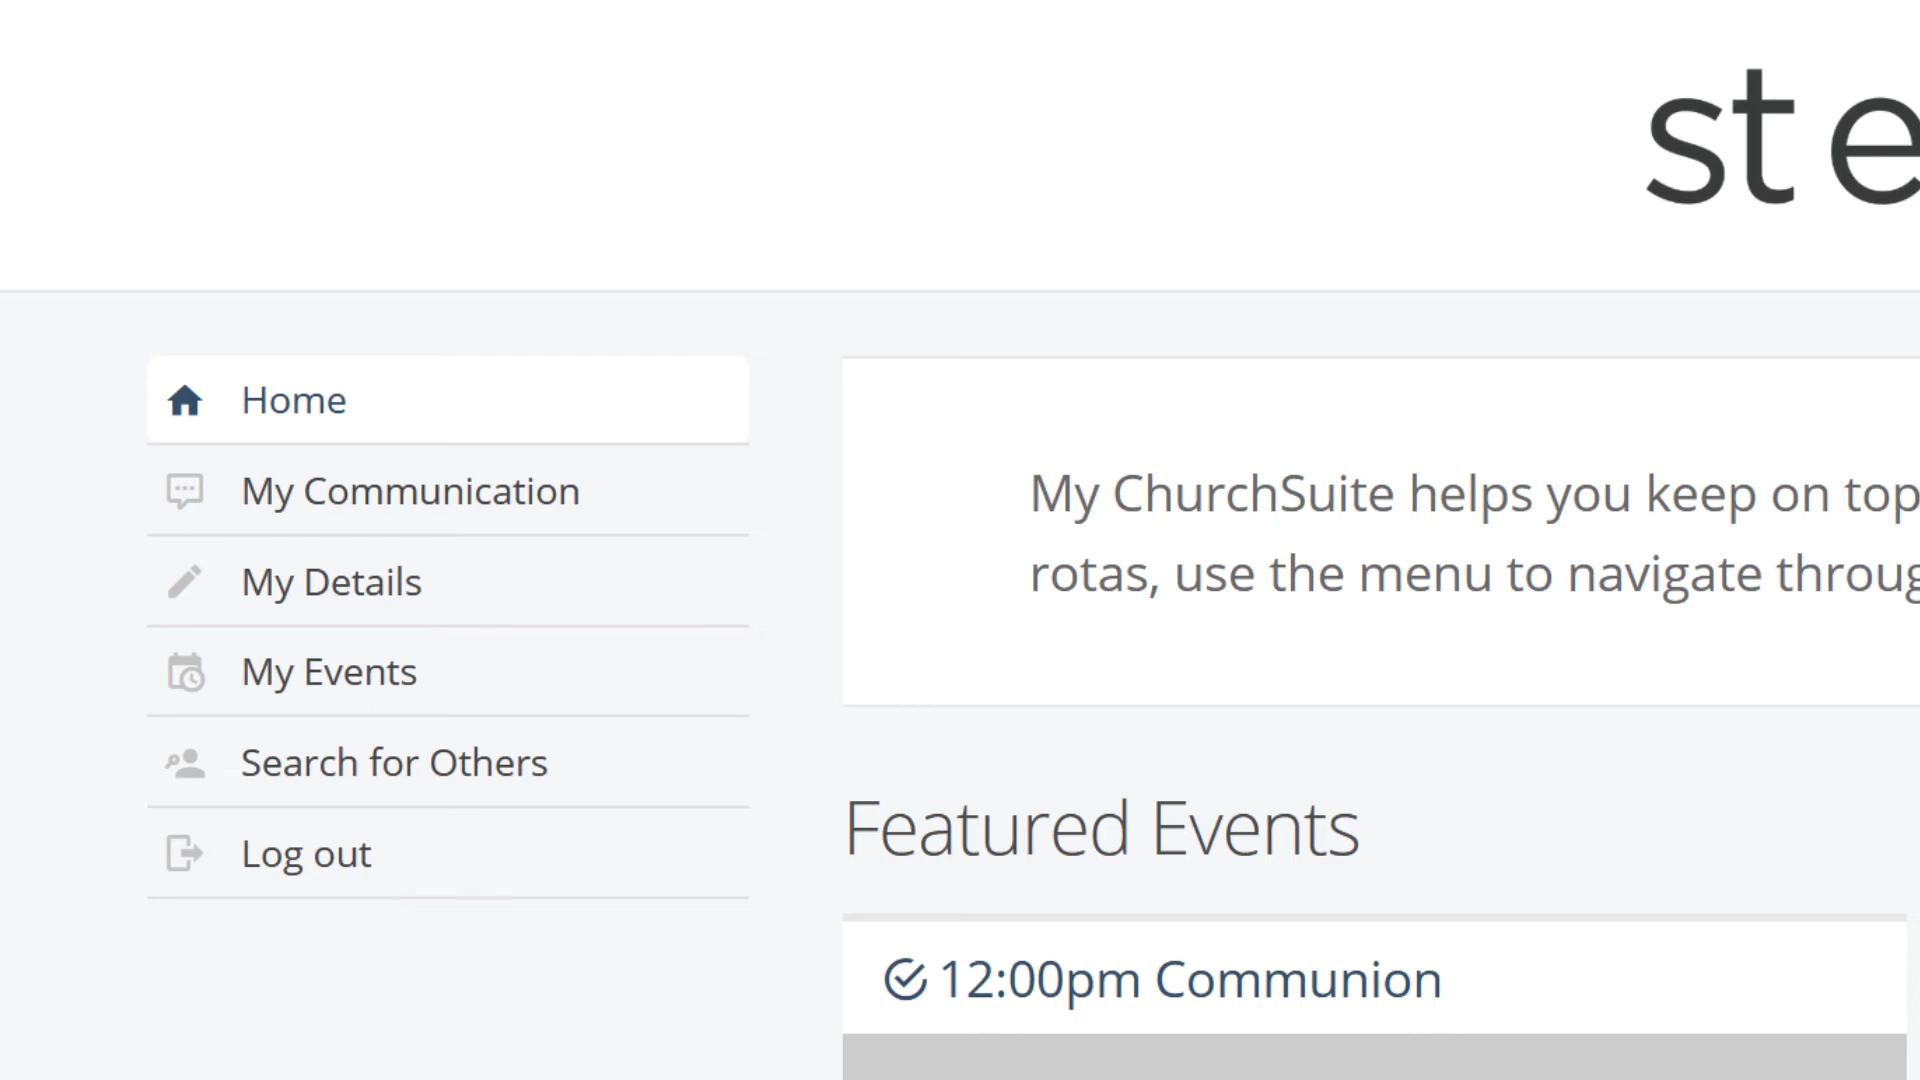 ste
Home
My Communication
My Details
My Events
Search for Others
Log out
My ChurchSuite helps you keep on top
rotas, use the menu to navigate throug
Featured Events
12:00pm Communion